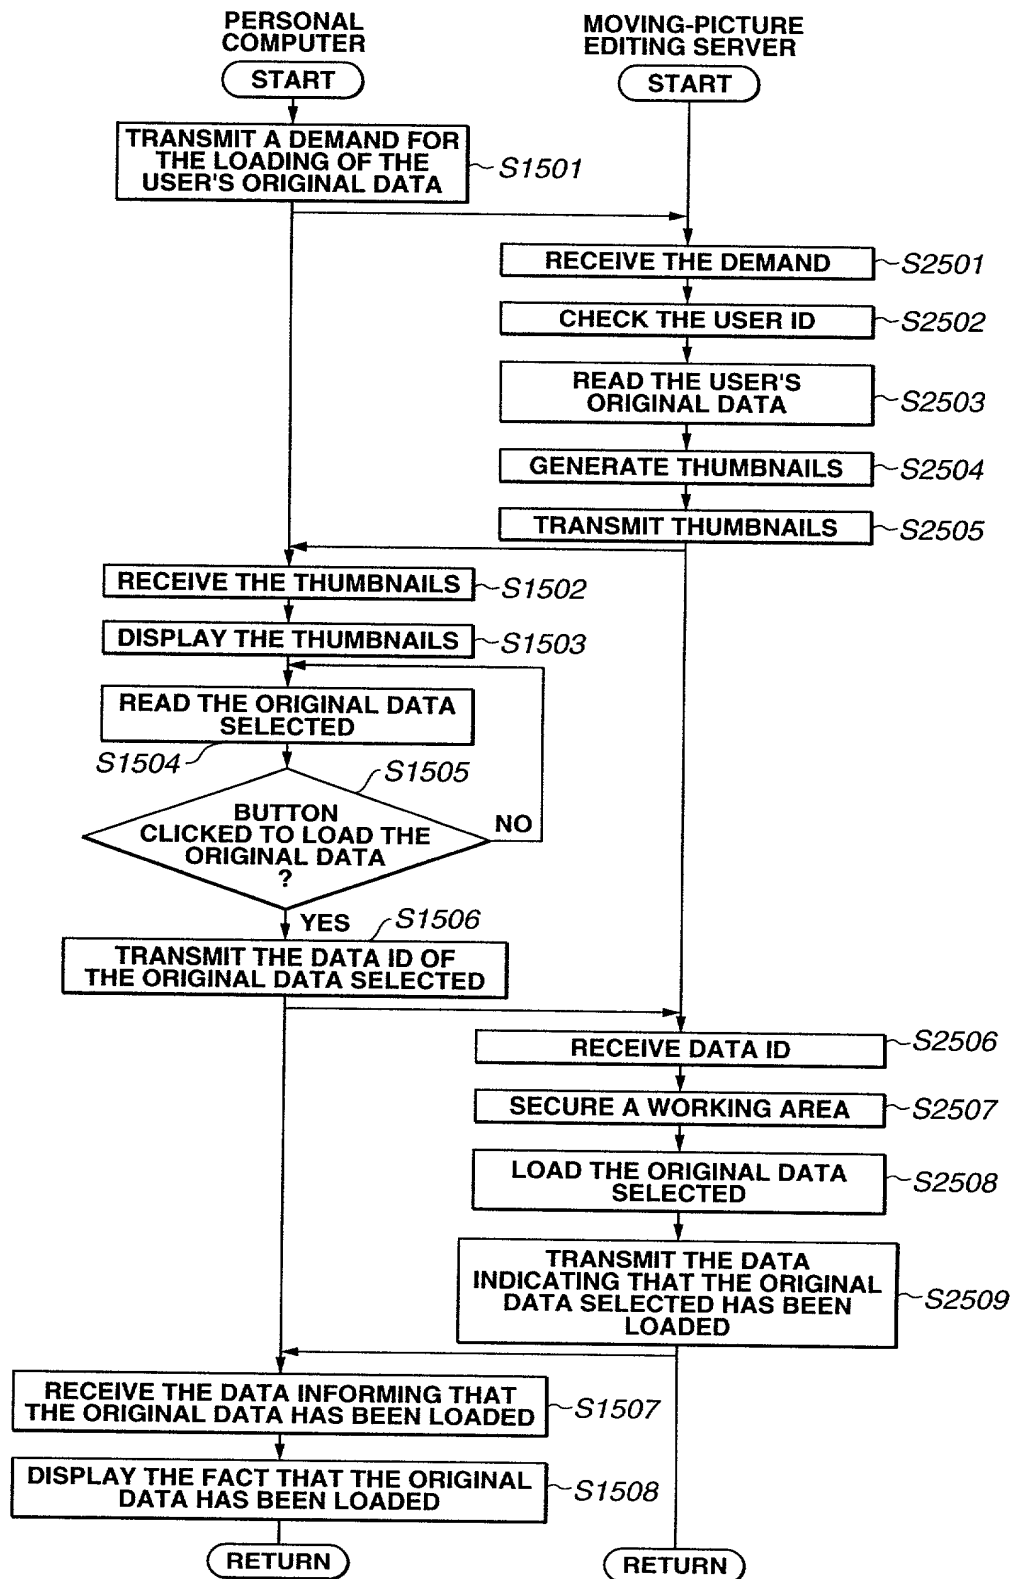 PERSONAL
COMPUTER
MOVING-PICTURE
EDITING SERVER
START
START
TRANSMIT A DEMAND FOR
THE LOADING OF THE
USER'S ORIGINAL DATA
S1501
RECEIVE THE DEMAND
S2501
CHECK THE USER ID
S2502
READ THE USER'S
ORIGINAL DATA
S2503
GENERATE THUMBNAILS
S2504
TRANSMIT THUMBNAILS
S2505
RECEIVE THE THUMBNAILS
S1502
DISPLAY THE THUMBNAILS
S1503
READ THE ORIGINAL DATA
SELECTED
S1504
S1505
BUTTON
CLICKED TO LOAD THE
ORIGINAL DATA
?
NO
YES
S1506
TRANSMIT THE DATA ID OF
THE ORIGINAL DATA SELECTED
RECEIVE DATA ID
S2506
SECURE A WORKING AREA
S2507
LOAD THE ORIGINAL DATA
SELECTED
S2508
TRANSMIT THE DATA
INDICATING THAT THE ORIGINAL
DATA SELECTED HAS BEEN
LOADED
S2509
RECEIVE THE DATA INFORMING THAT
THE ORIGINAL DATA HAS BEEN LOADED
S1507
DISPLAY THE FACT THAT THE ORIGINAL
DATA HAS BEEN LOADED
S1508
RETURN
RETURN